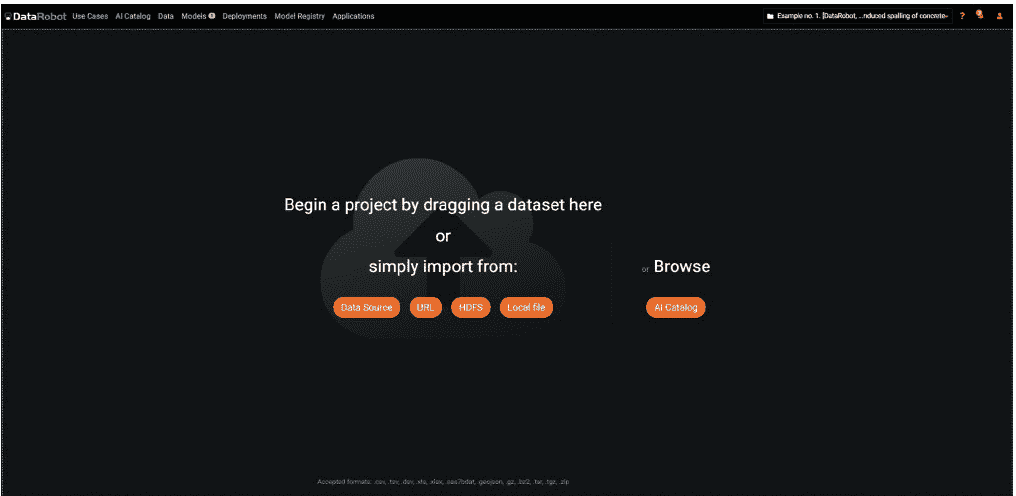 DataRobot Use Cases AI Catalog Data Models Deployments Model Registry Applications Example no. 1. [DataRobot, ...nduced spalling of concrete ?
Begin a project by dragging a dataset here
or
simply import from:
or Browse
Data Source URL HDFS Local file AI Catalog
Accepted formats: .csv, .tsv, .dsv, .xls, .xlsx, .sas7bdat, .geojson, .gz, .bz2, .tar, .tgz, .zip